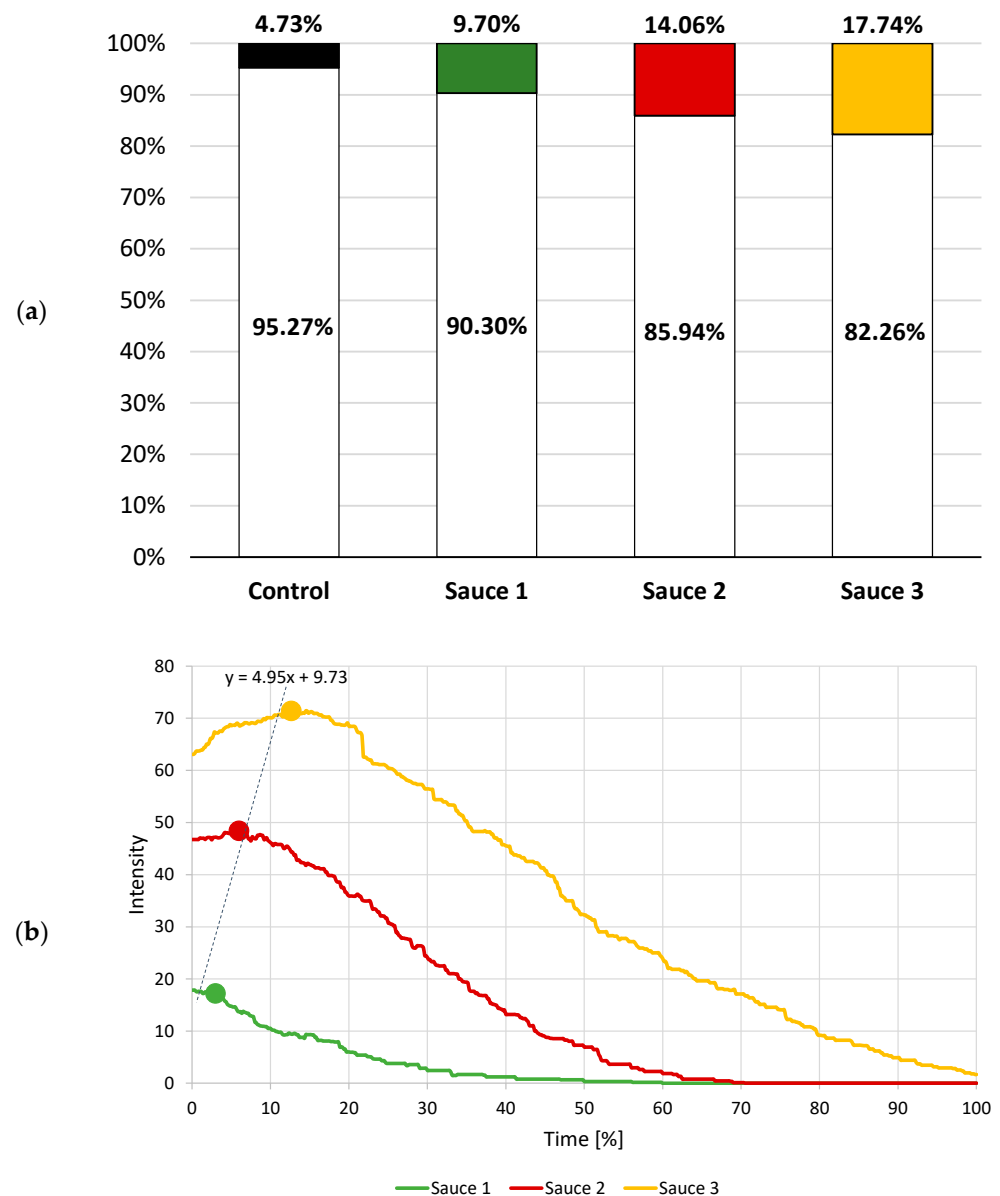 4.73% 9.70% 14.06% 17.74%
100%
90%
80%
70%
60%
50%
40%
30%
20%
10%
0%
95.27% 90.30% 85.94% 82.26%
(a)
Control Sauce 1 Sauce 2 Sauce 3
80
70
60
50
40
30
20
10
0
y = 4.95x + 9.73
Intensity
(b)
0 10 20 30 40 50 60 70 80 90 100
Time [%]
Sauce 1 Sauce 2 Sauce 3